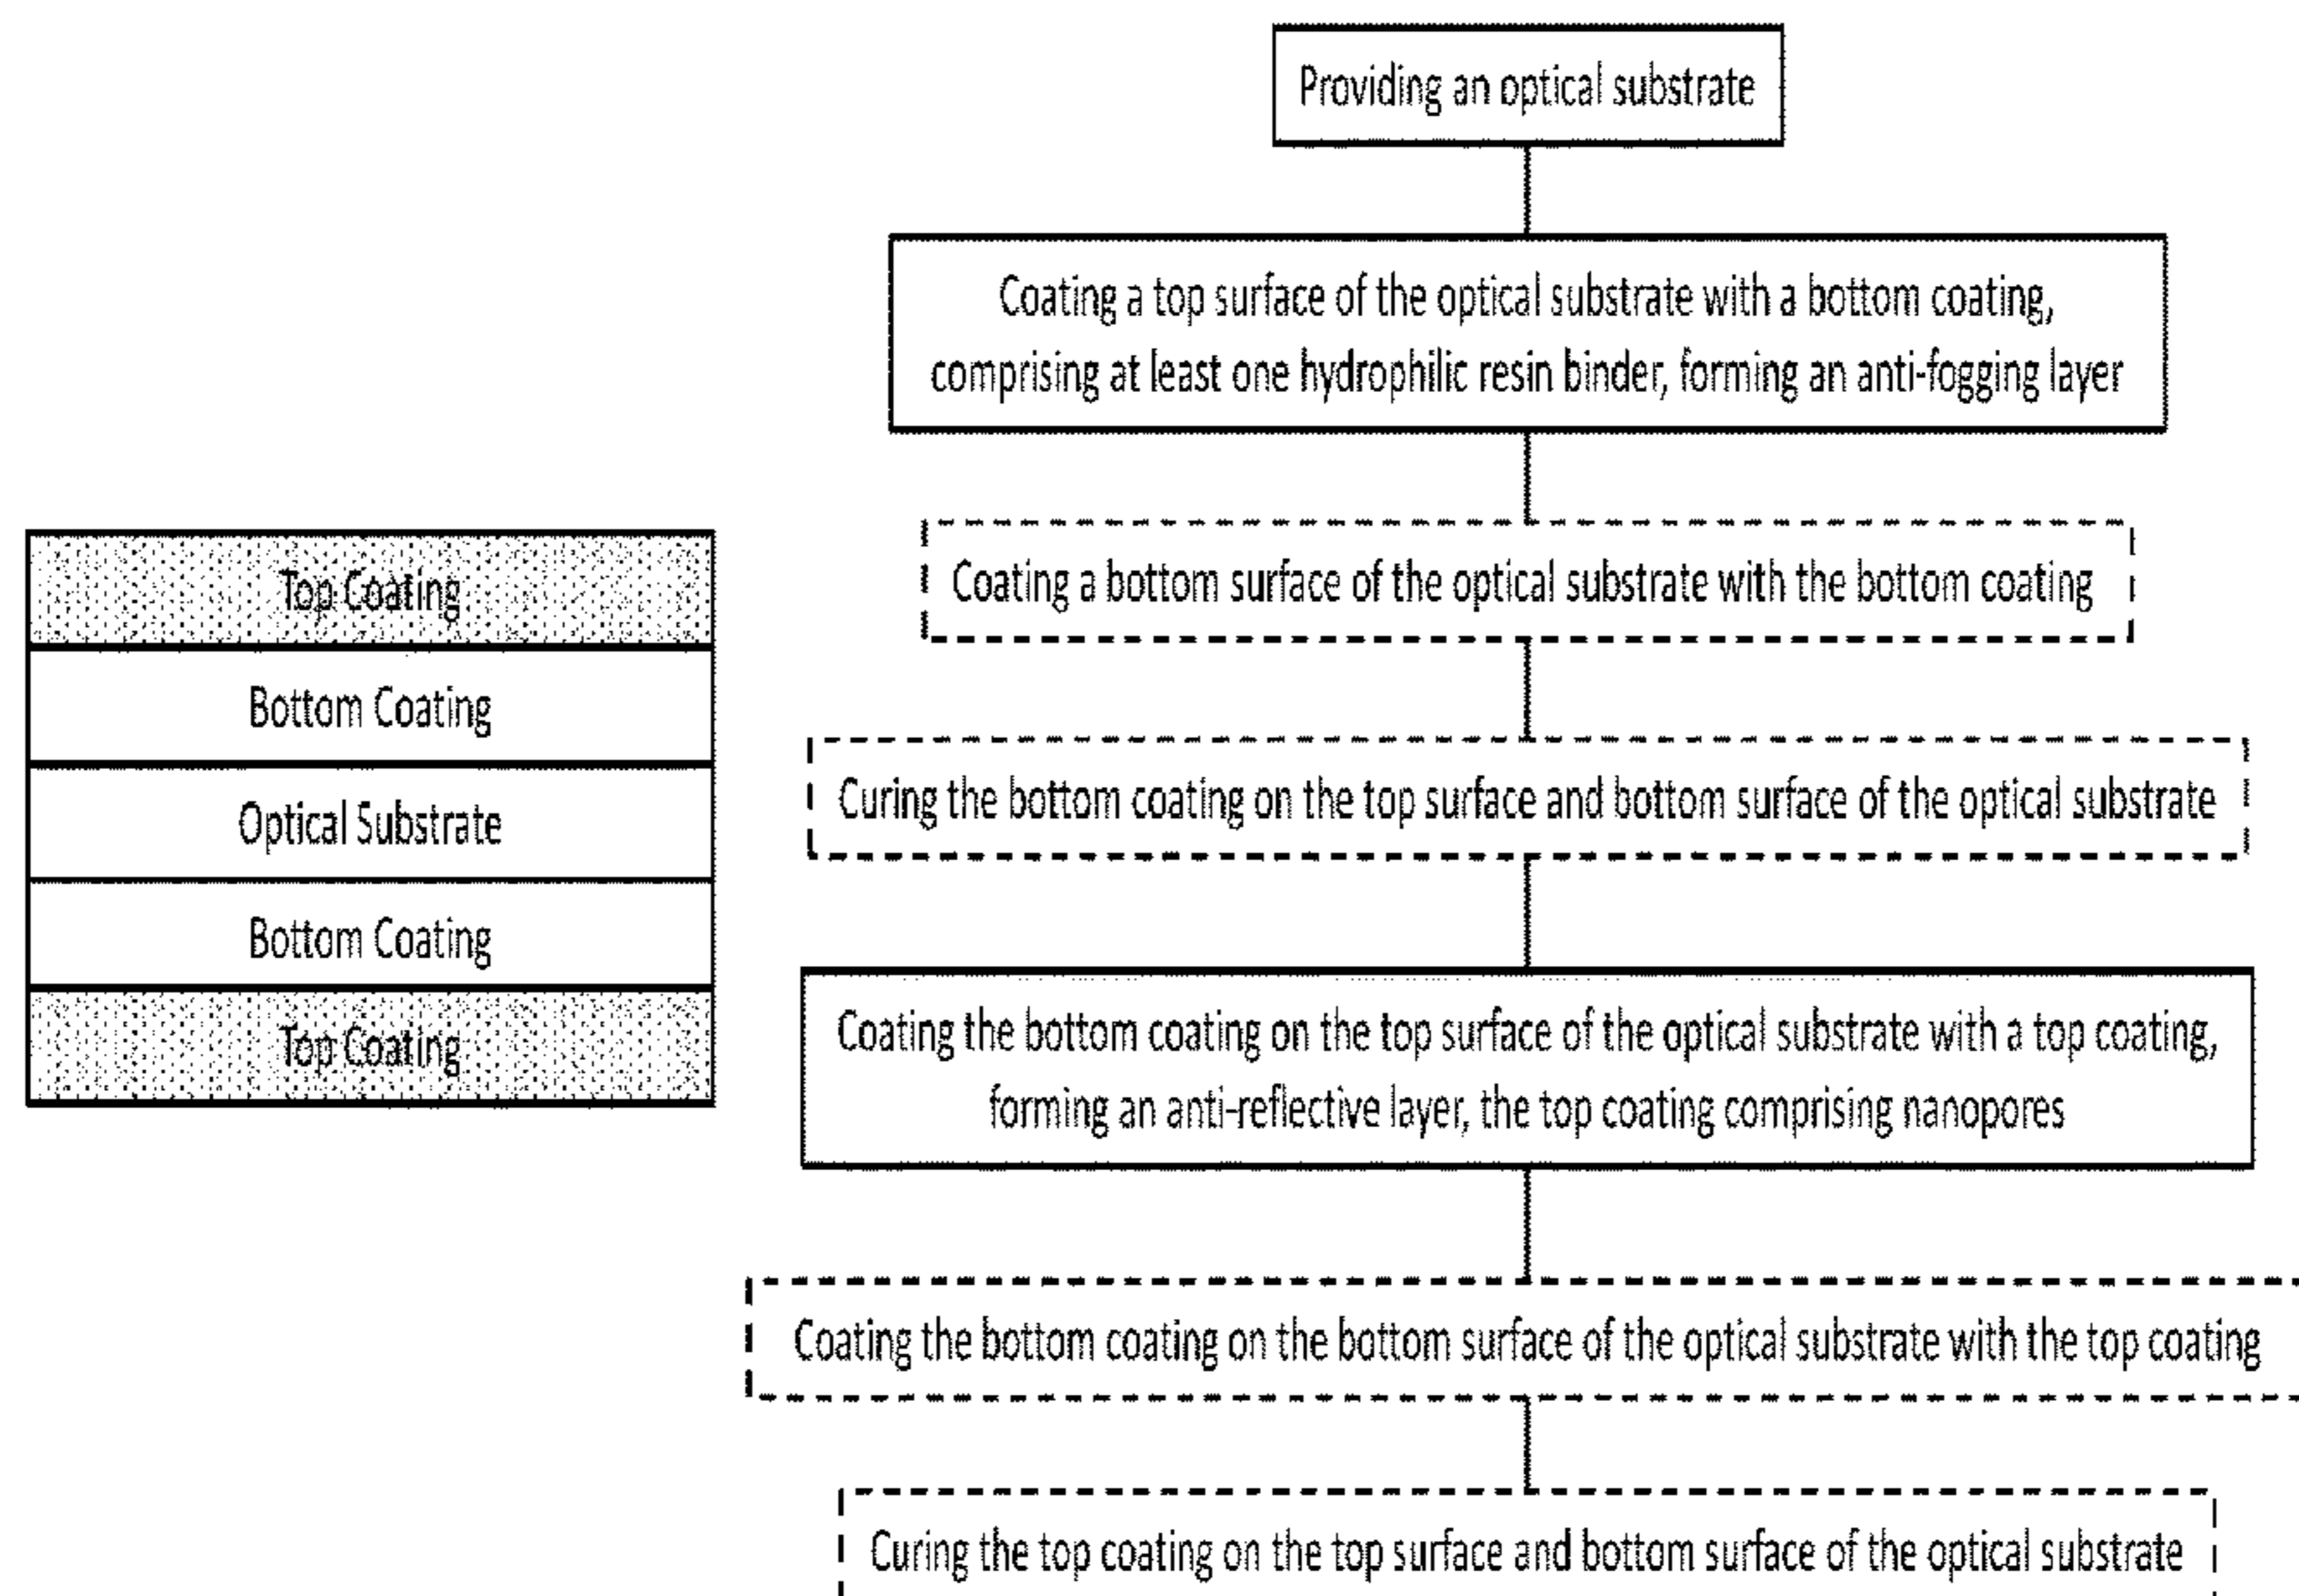 Top Coating
Bottom Coating
Optical Substrate
Bottom Coating
Top Coating
Providing an optical substrate
Coating a top surface of the optical substrate with a bottom coating,
comprising at least one hydrophilic resin binder, forming an anti-fogging layer
Coating a bottom surface of the optical substrate with the bottom coating
Curing the bottom coating on the top surface and bottom surface of the optical substrate
Coating the bottom coating on the top surface of the optical substrate with a top coating,
forming an anti-reflective layer, the top coating comprising nanopores
Coating the bottom coating on the bottom surface of the optical substrate with the top coating
Curing the top coating on the top surface and bottom surface of the optical substrate